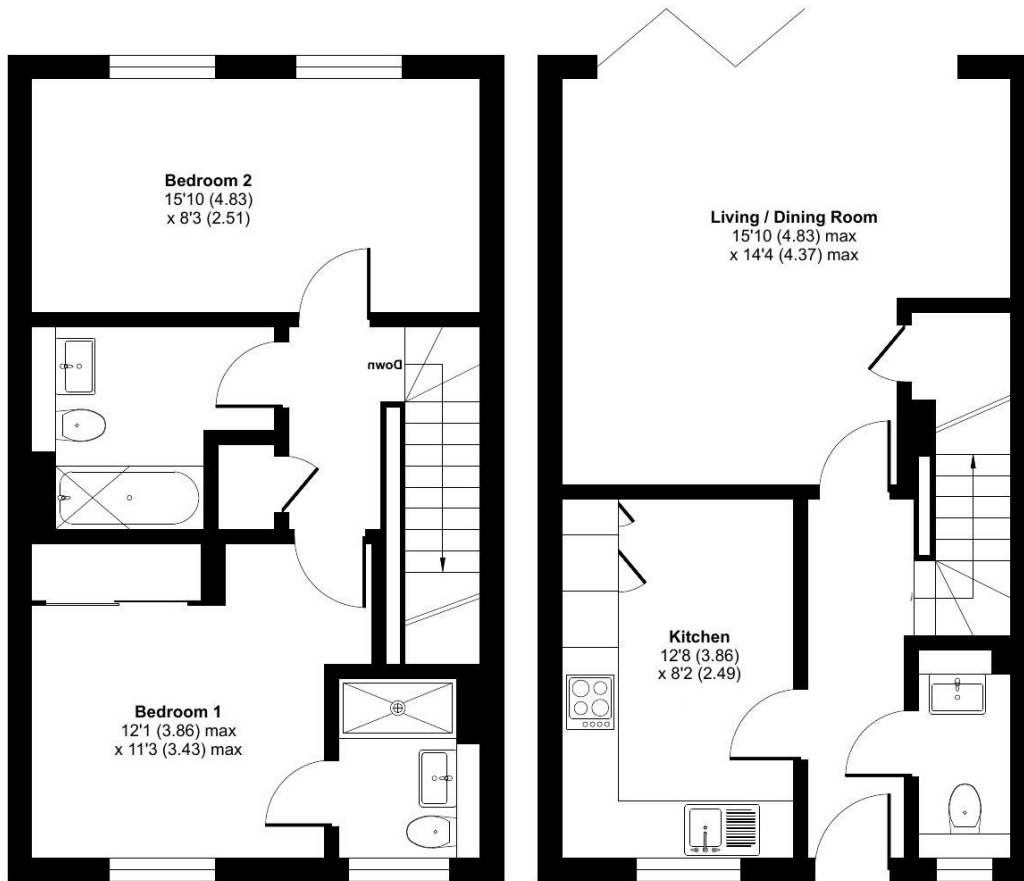 Bedroom 2
15'10 (4.83)
x 8'3 (2.51)
Living / Dining Room
15'10 (4.83) max
x 14'4 (4.37) max
Down
Kitchen
12'8 (3.86)
x 8'2 (2.49)
Bedroom 1
12'1 (3.86) max
x 11'3 (3.43) max